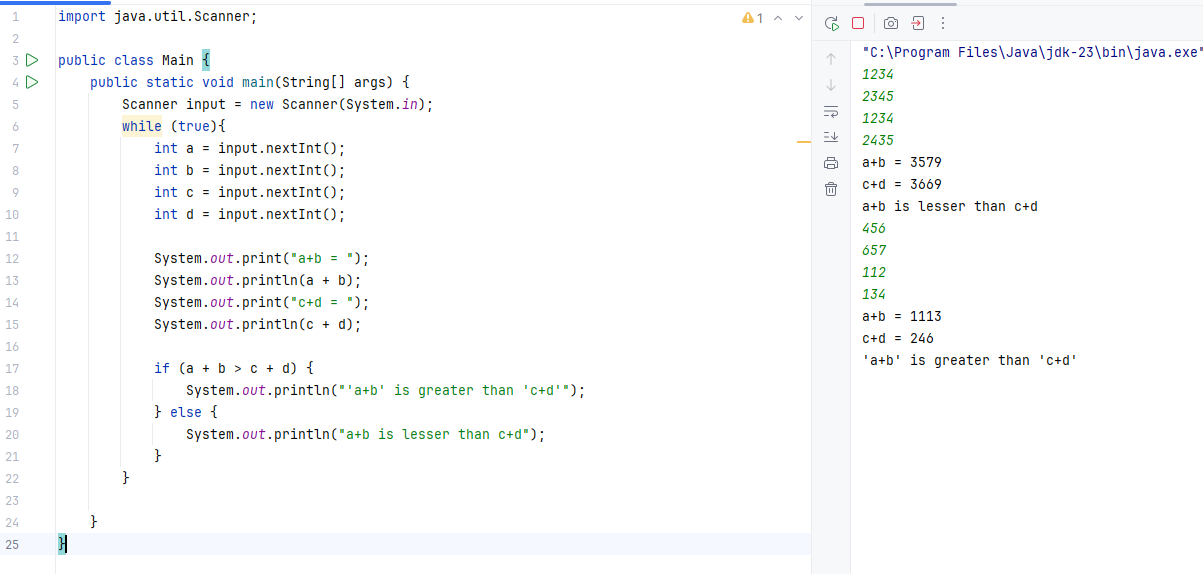 1 import java.util.Scanner;
2
3 public class Main {
4 public static void main(String[] args) {
5 Scanner input = new Scanner(System.in);
6 while (true){
7 int a = input.nextInt();
8 int b = input.nextInt();
9 int c = input.nextInt();
10 int d = input.nextInt();
11
12 System.out.print("a+b = ");
13 System.out.println(a + b);
14 System.out.print("c+d = ");
15 System.out.println(c + d);
16
17 if (a + b > c + d) {
18 System.out.println("'a+b' is greater than 'c+d'");
19 } else {
20 System.out.println("a+b is lesser than c+d");
21 }
22 }
23
24 }
25 }
1
"C:\Program Files\Java\jdk-23\bin\java.exe"
1234
2345
1234
2435
a+b = 3579
c+d = 3669
a+b is lesser than c+d
456
657
112
134
a+b = 1113
c+d = 246
'a+b' is greater than 'c+d'